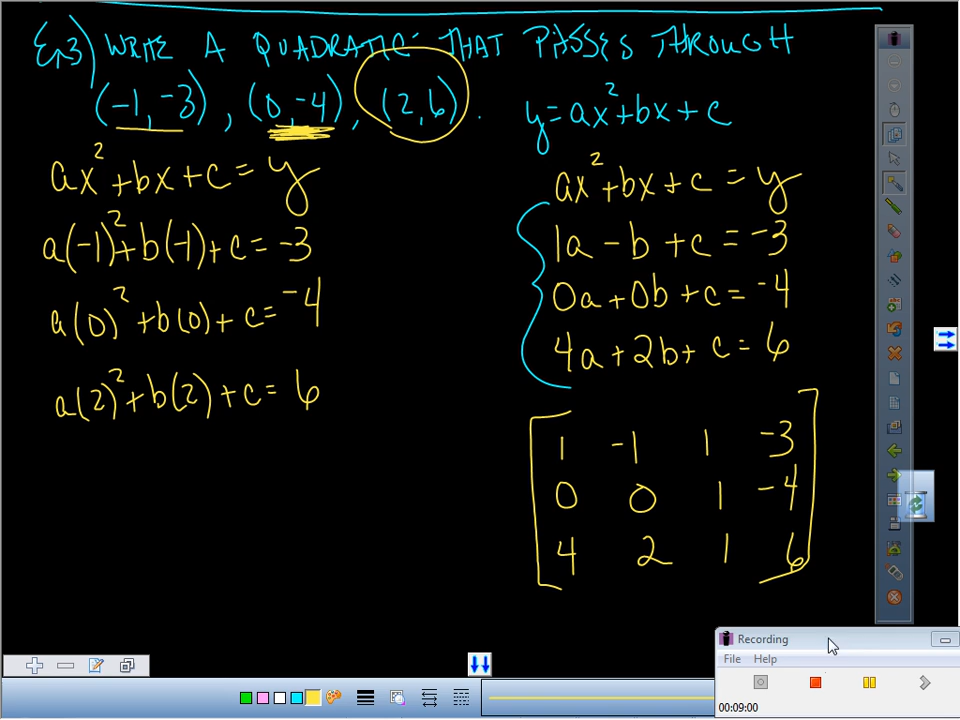 Ex3) WRITE A QUADRATIC THAT PASSES THROUGH
(-1, -3), (0, -4), (2, 6).
y = ax² + bx + c
ax² + bx + c = y
a(-1)² + b(-1) + c = -3
a(0)² + b(0) + c = -4
a(2)² + b(2) + c = 6
ax² + bx + c = y
1a - b + c = -3
0a + 0b + c = -4
4a + 2b + c = 6
1 -1 1 -3
0 0 1 -4
4 2 1 6
Recording
File Help
00:09:00